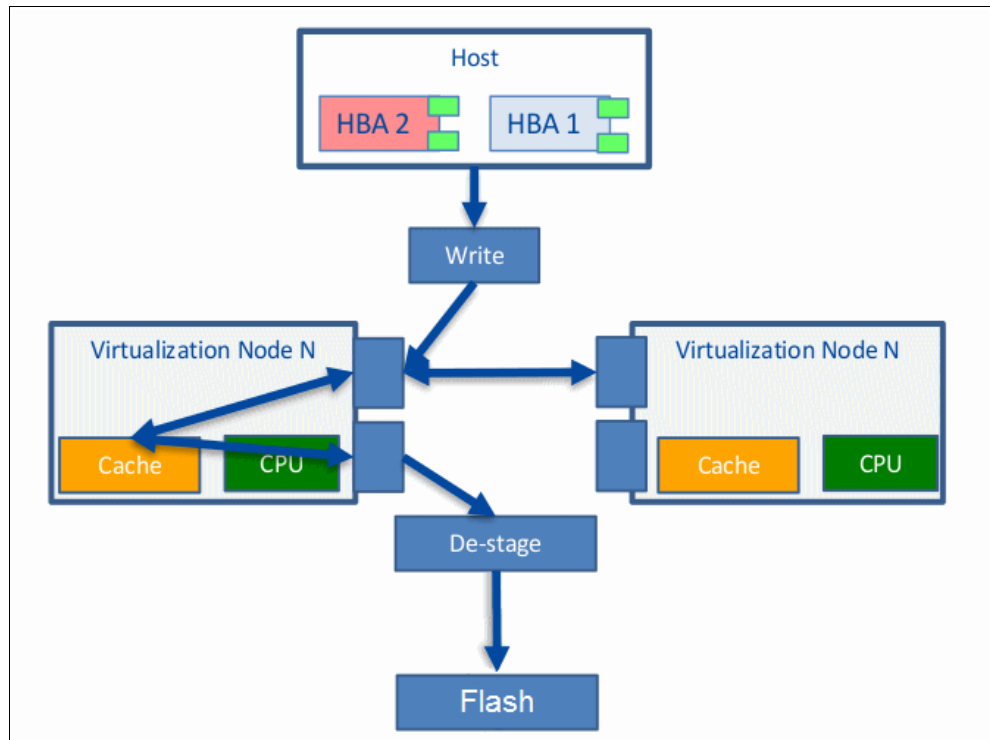 Host
HBA 2
HBA 1
Write
Virtualization Node N
Virtualization Node N
Cache
CPU
Cache
CPU
De-stage
Flash